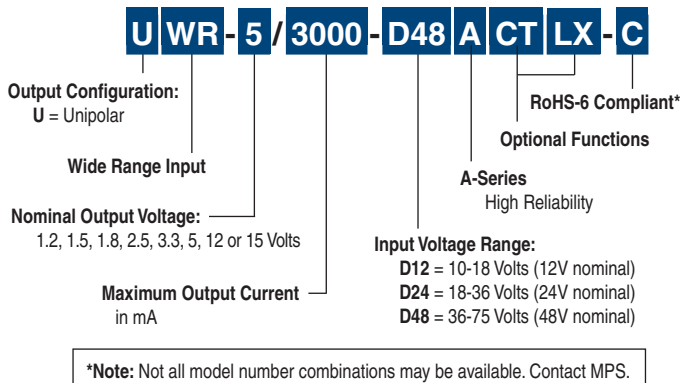 U WR - 5 / 3000 - D48 A CT LX - C
Output Configuration:
U = Unipolar
Wide Range Input
Nominal Output Voltage:
1.2, 1.5, 1.8, 2.5, 3.3, 5, 12 or 15 Volts
Maximum Output Current
in mA
RoHS-6 Compliant*
Optional Functions
A-Series
High Reliability
Input Voltage Range:
D12 = 10-18 Volts (12V nominal)
D24 = 18-36 Volts (24V nominal)
D48 = 36-75 Volts (48V nominal)
*Note: Not all model number combinations may be available. Contact MPS.